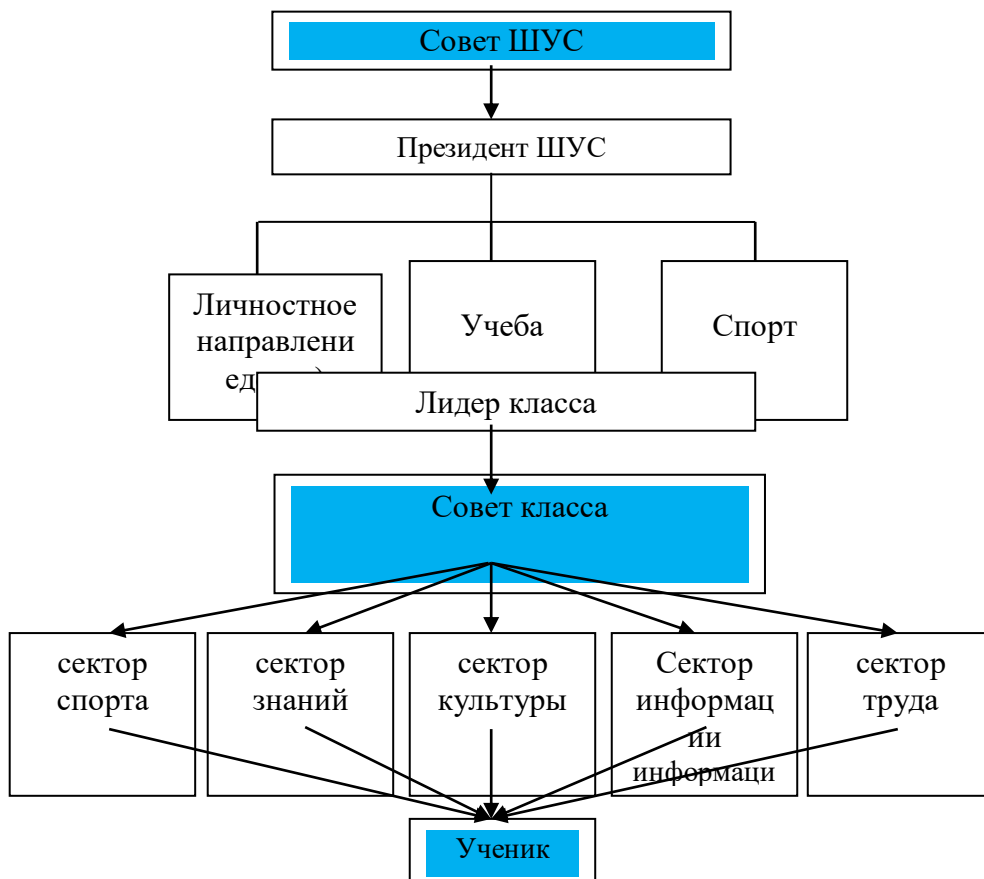 Совет ШУС
Президент ШУС
Личностное
направлени
Учеба
Спорт
Лидер класса
Совет класса
сектор
спорта
сектор
знаний
сектор
культуры
Сектор
информац
ии
информаци
сектор
труда
Ученик